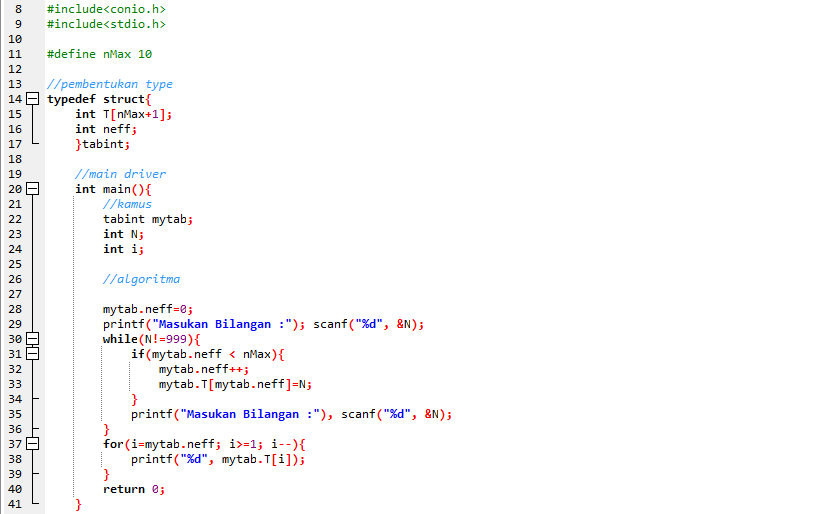 8 #include<conio.h>
9 #include<stdio.h>
10
11 #define nMax 10
12
13 //pembentukan type
14 typedef struct{
15 int T[nMax+1];
16 int neff;
17 }tabint;
18
19 //main driver
20 int main(){
21 //kamus
22 tabint mytab;
23 int N;
24 int i;
25
26 //algoritma
27
28 mytab.neff=0;
29 printf("Masukan Bilangan :"); scanf("%d", &N);
30 while(N!=999){
31 if(mytab.neff < nMax){
32 mytab.neff++;
33 mytab.T[mytab.neff]=N;
34 }
35 printf("Masukan Bilangan :"), scanf("%d", &N);
36 }
37 for(i=mytab.neff; i>=1; i--){
38 printf("%d", mytab.T[i]);
39 }
40 return 0;
41 }